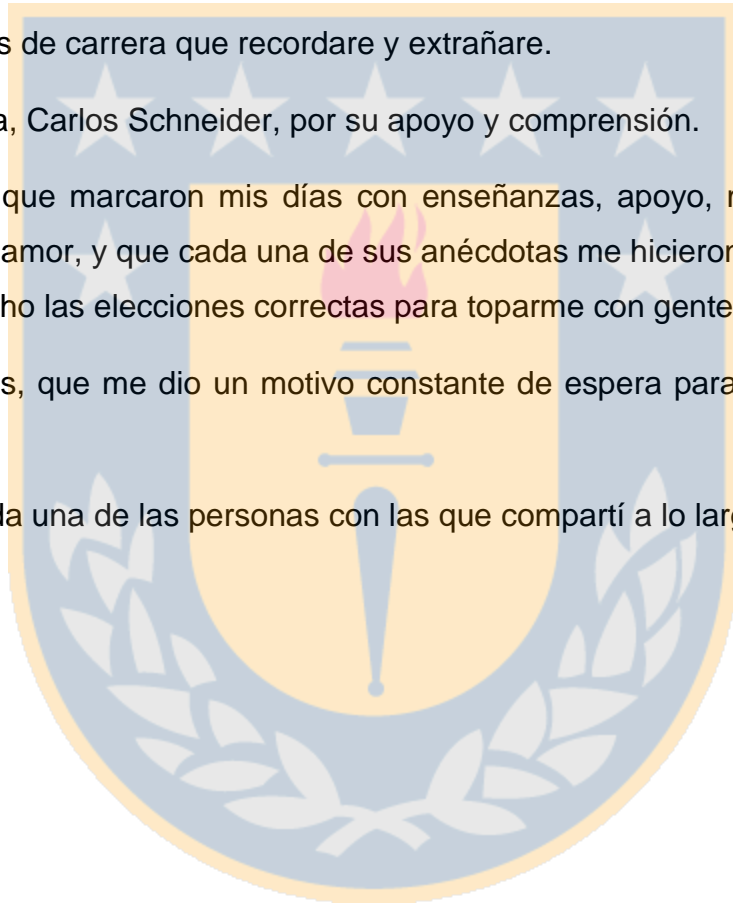 s de carrera que recordare y extrañare.
a, Carlos Schneider, por su apoyo y comprensión.
que marcaron mis días con enseñanzas, apoyo,
amor, y que cada una de sus anécdotas me hicieron
ho las elecciones correctas para toparme con gente
s, que me dio un motivo constante de espera para
da una de las personas con las que compartí a lo